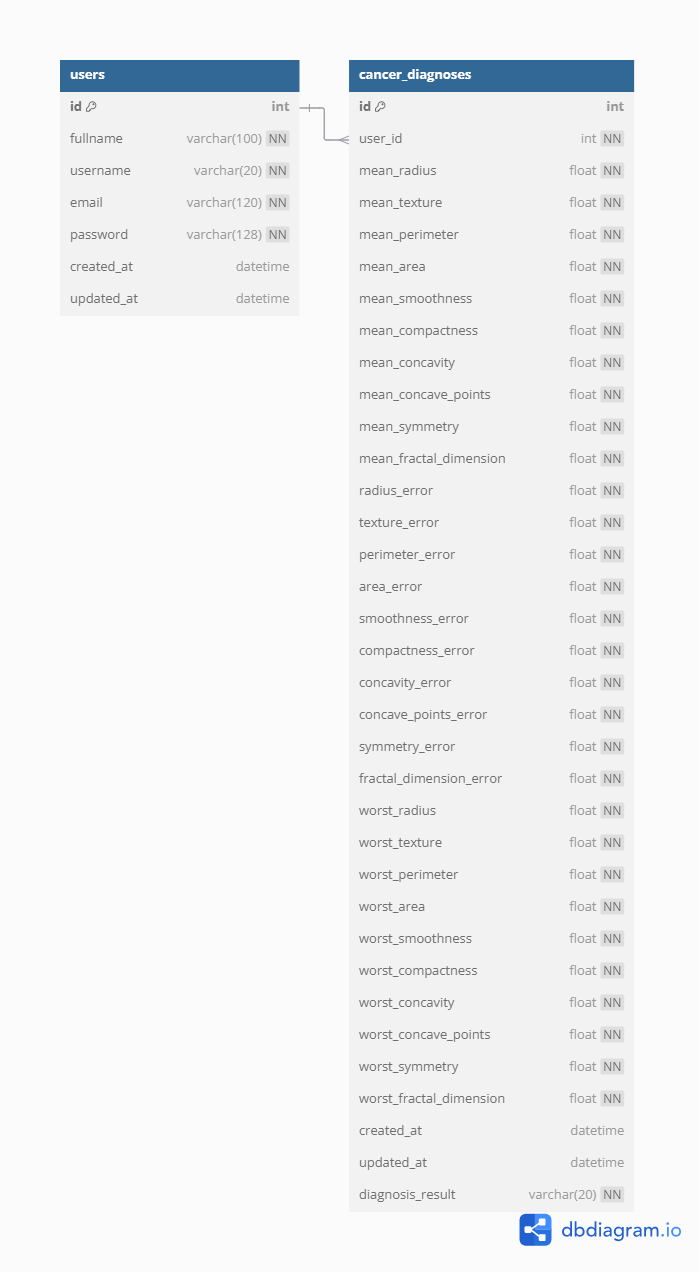 users
id int
fullname varchar(100) NN
username varchar(20) NN
email varchar(120) NN
password varchar(128) NN
created_at datetime
updated_at datetime
cancer_diagnoses
id int
user_id int NN
mean_radius float NN
mean_texture float NN
mean_perimeter float NN
mean_area float NN
mean_smoothness float NN
mean_compactness float NN
mean_concavity float NN
mean_concave_points float NN
mean_symmetry float NN
mean_fractal_dimension float NN
radius_error float NN
texture_error float NN
perimeter_error float NN
area_error float NN
smoothness_error float NN
compactness_error float NN
concavity_error float NN
concave_points_error float NN
symmetry_error float NN
fractal_dimension_error float NN
worst_radius float NN
worst_texture float NN
worst_perimeter float NN
worst_area float NN
worst_smoothness float NN
worst_compactness float NN
worst_concavity float NN
worst_concave_points float NN
worst_symmetry float NN
worst_fractal_dimension float NN
created_at datetime
updated_at datetime
diagnosis_result varchar(20) NN
dbdiagram.io